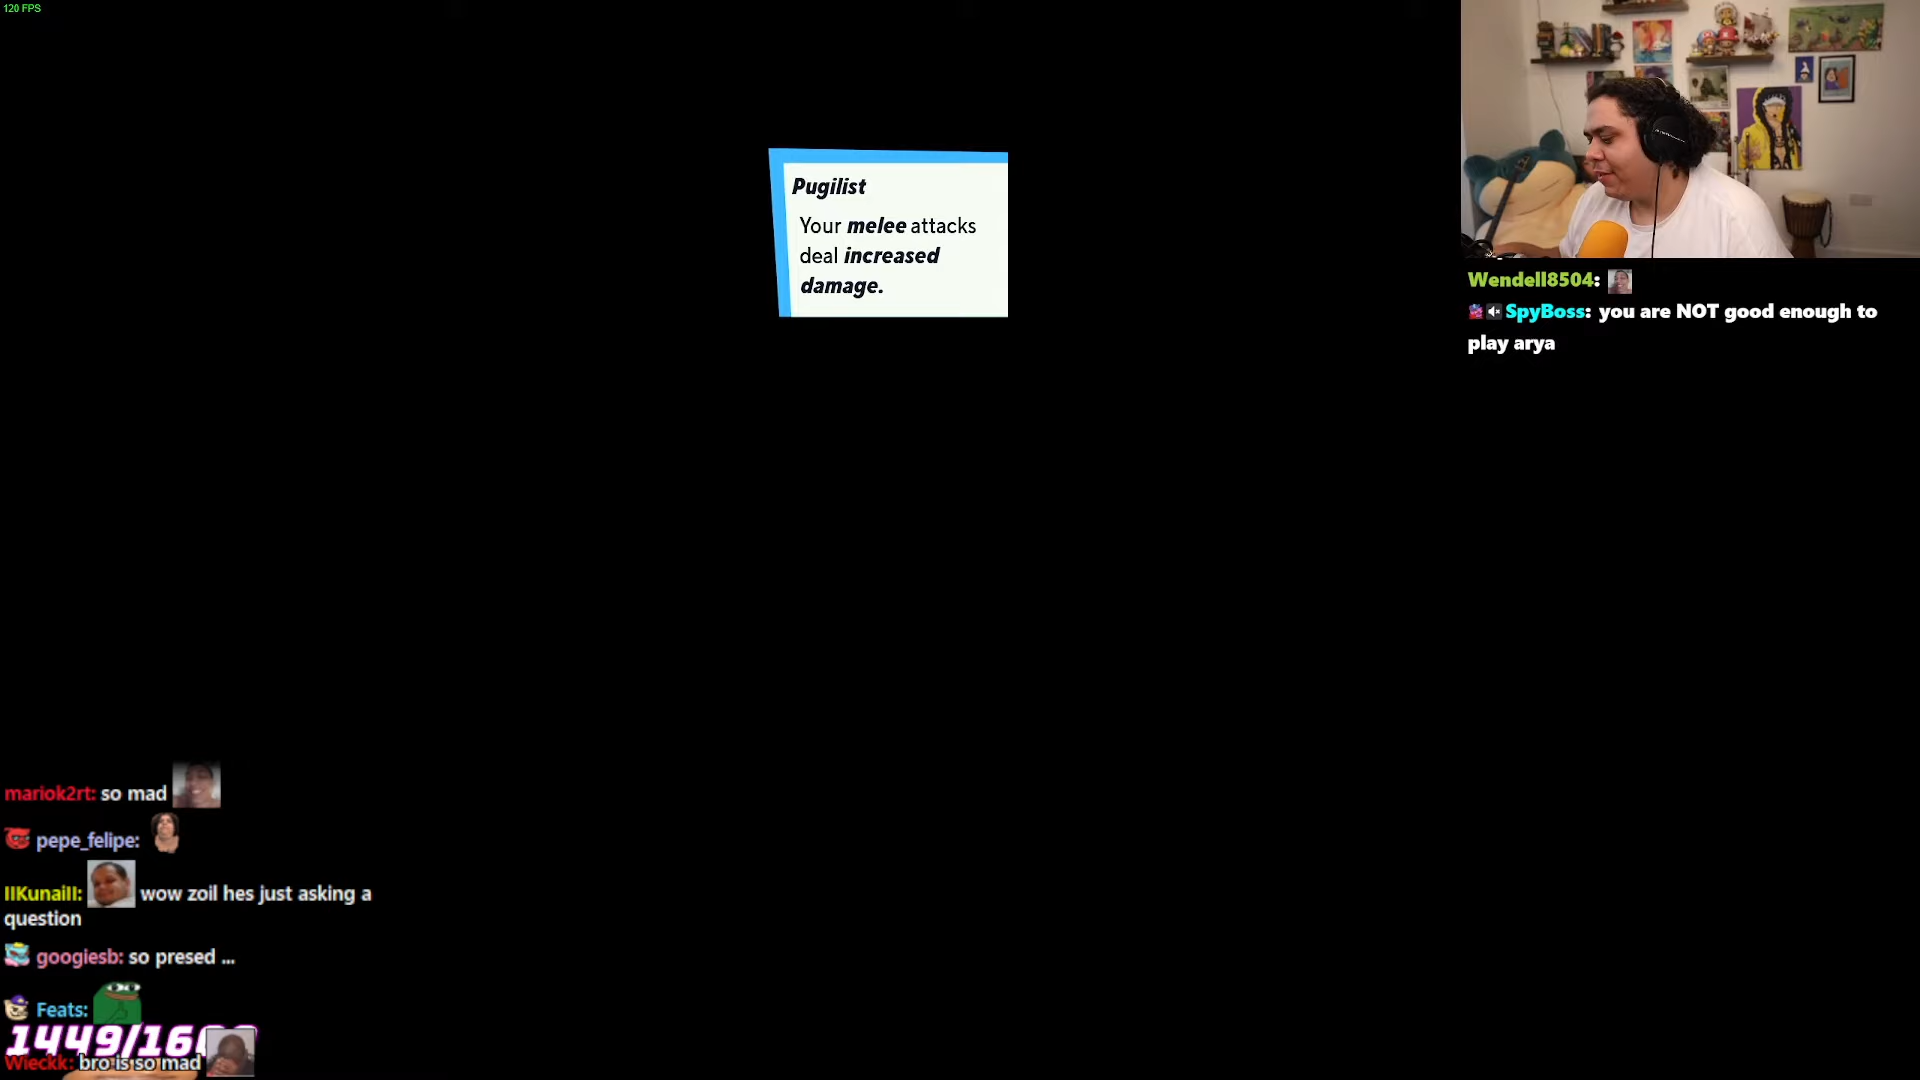 120 FPS
Pugilist
Your melee attacks
deal increased
damage.
Wendell8504:
SpyBoss: you are NOT good enough to
play arya
mariok2rt: so mad
pepe_felipe:
IIKunaiII: wow zoil hes just asking a
question
googiesb: so presed ...
Feats:
1449/16
Wieckk: bro is so mad